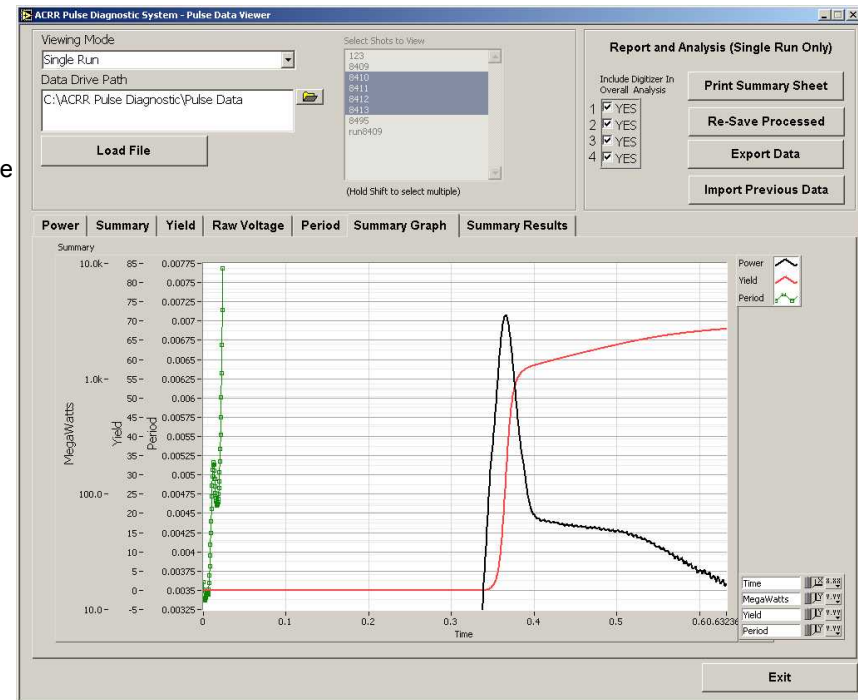 ACRR Pulse Diagnostic System - Pulse Data Viewer
Viewing Mode
Single Run
Data Drive Path
C:\ACRR Pulse Diagnostic\Pulse Data
Load File
e
Select Shots to View
123
8409
8410
8411
8412
8413
8495
run8409
(Hold Shift to select multiple)
Report and Analysis (Single Run Only)
Include Digitizer In
Overall Analysis
1 YES
2 YES
3 YES
4 YES
Print Summary Sheet
Re-Save Processed
Export Data
Import Previous Data
Power Summary Yield Raw Voltage Period Summary Graph Summary Results
Summary
MegaWatts
10.0k-
1.0k-
100.0-
10.0-
Yield
85-
80-
75-
70-
65-
60-
55-
50-
45-
40-
35-
30-
25-
20-
15-
10-
5-
0-
-5-
Period
0.00775-
0.0075-
0.00725-
0.007-
0.00675-
0.0065-
0.00625-
0.006-
0.00575-
0.0055-
0.00525-
0.005-
0.00475-
0.0045-
0.00425-
0.004-
0.00375-
0.0035-
0.00325-
0 0.1 0.2 0.3 0.4 0.5 0.6 0.63236
Time
Power
Yield
Period
Time
MegaWatts
Yield
Period
Exit